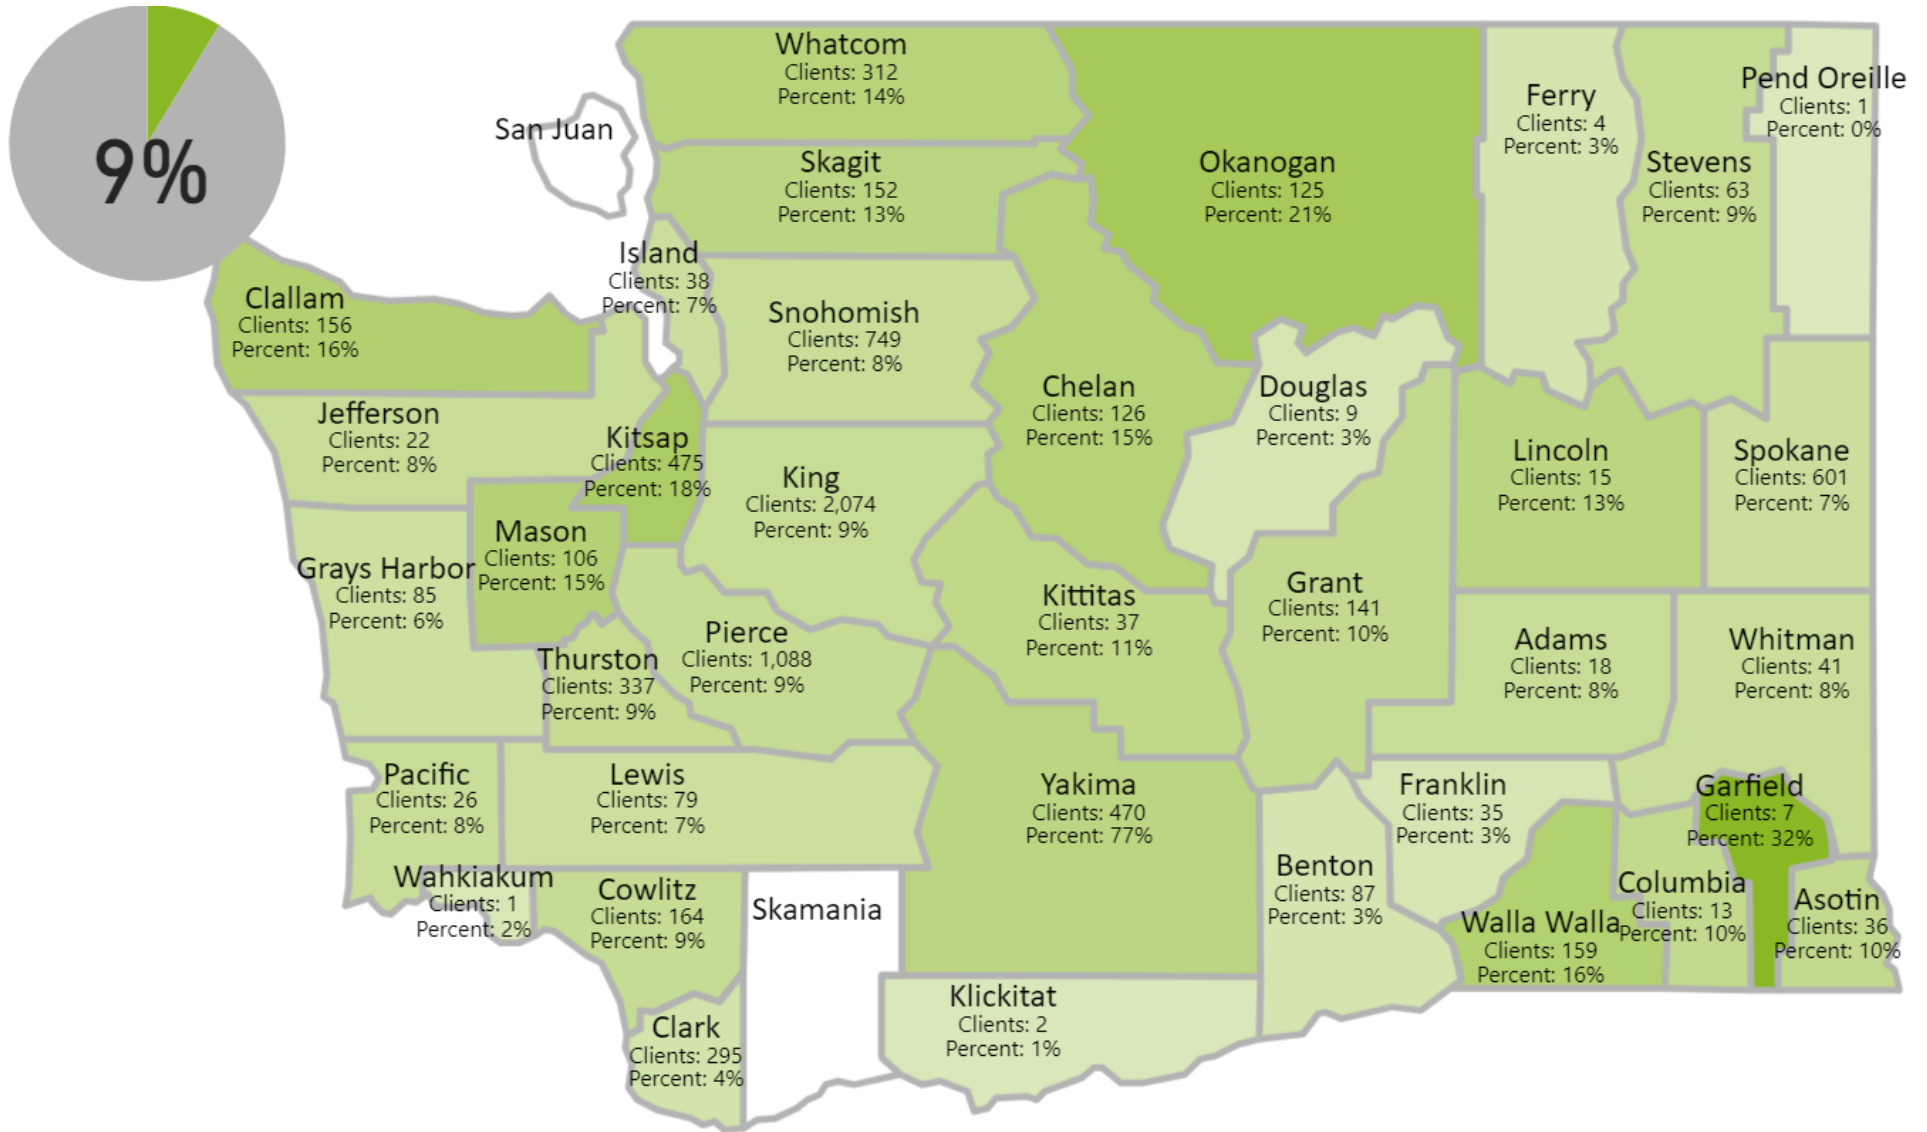 9%
Whatcom
Clients: 312
Percent: 14%
San Juan
Skagit
Clients: 152
Percent: 13%
Okanogan
Clients: 125
Percent: 21%
Ferry
Clients: 4
Percent: 3%
Stevens
Clients: 63
Percent: 9%
Pend Oreille
Clients: 1
Percent: 0%
Island
Clients: 38
Percent: 7%
Clallam
Clients: 156
Percent: 16%
Snohomish
Clients: 749
Percent: 8%
Jefferson
Clients: 22
Percent: 8%
Kitsap
Clients: 475
Percent: 18%
Chelan
Clients: 126
Percent: 15%
Douglas
Clients: 9
Percent: 3%
Lincoln
Clients: 15
Percent: 13%
Spokane
Clients: 601
Percent: 7%
King
Clients: 2,074
Percent: 9%
Mason
Clients: 106
Percent: 15%
Grays Harbor
Clients: 85
Percent: 6%
Kittitas
Clients: 37
Percent: 11%
Grant
Clients: 141
Percent: 10%
Adams
Clients: 18
Percent: 8%
Whitman
Clients: 41
Percent: 8%
Thurston
Clients: 337
Percent: 9%
Pierce
Clients: 1,088
Percent: 9%
Pacific
Clients: 26
Percent: 8%
Lewis
Clients: 79
Percent: 7%
Yakima
Clients: 470
Percent: 77%
Franklin
Clients: 35
Percent: 3%
Garfield
Clients: 7
Percent: 32%
Wahkiakum
Clients: 1
Percent: 2%
Cowlitz
Clients: 164
Percent: 9%
Skamania
Benton
Clients: 87
Percent: 3%
Walla Walla
Clients: 159
Percent: 16%
Columbia
Clients: 13
Percent: 10%
Asotin
Clients: 36
Percent: 10%
Klickitat
Clients: 2
Percent: 1%
Clark
Clients: 295
Percent: 4%